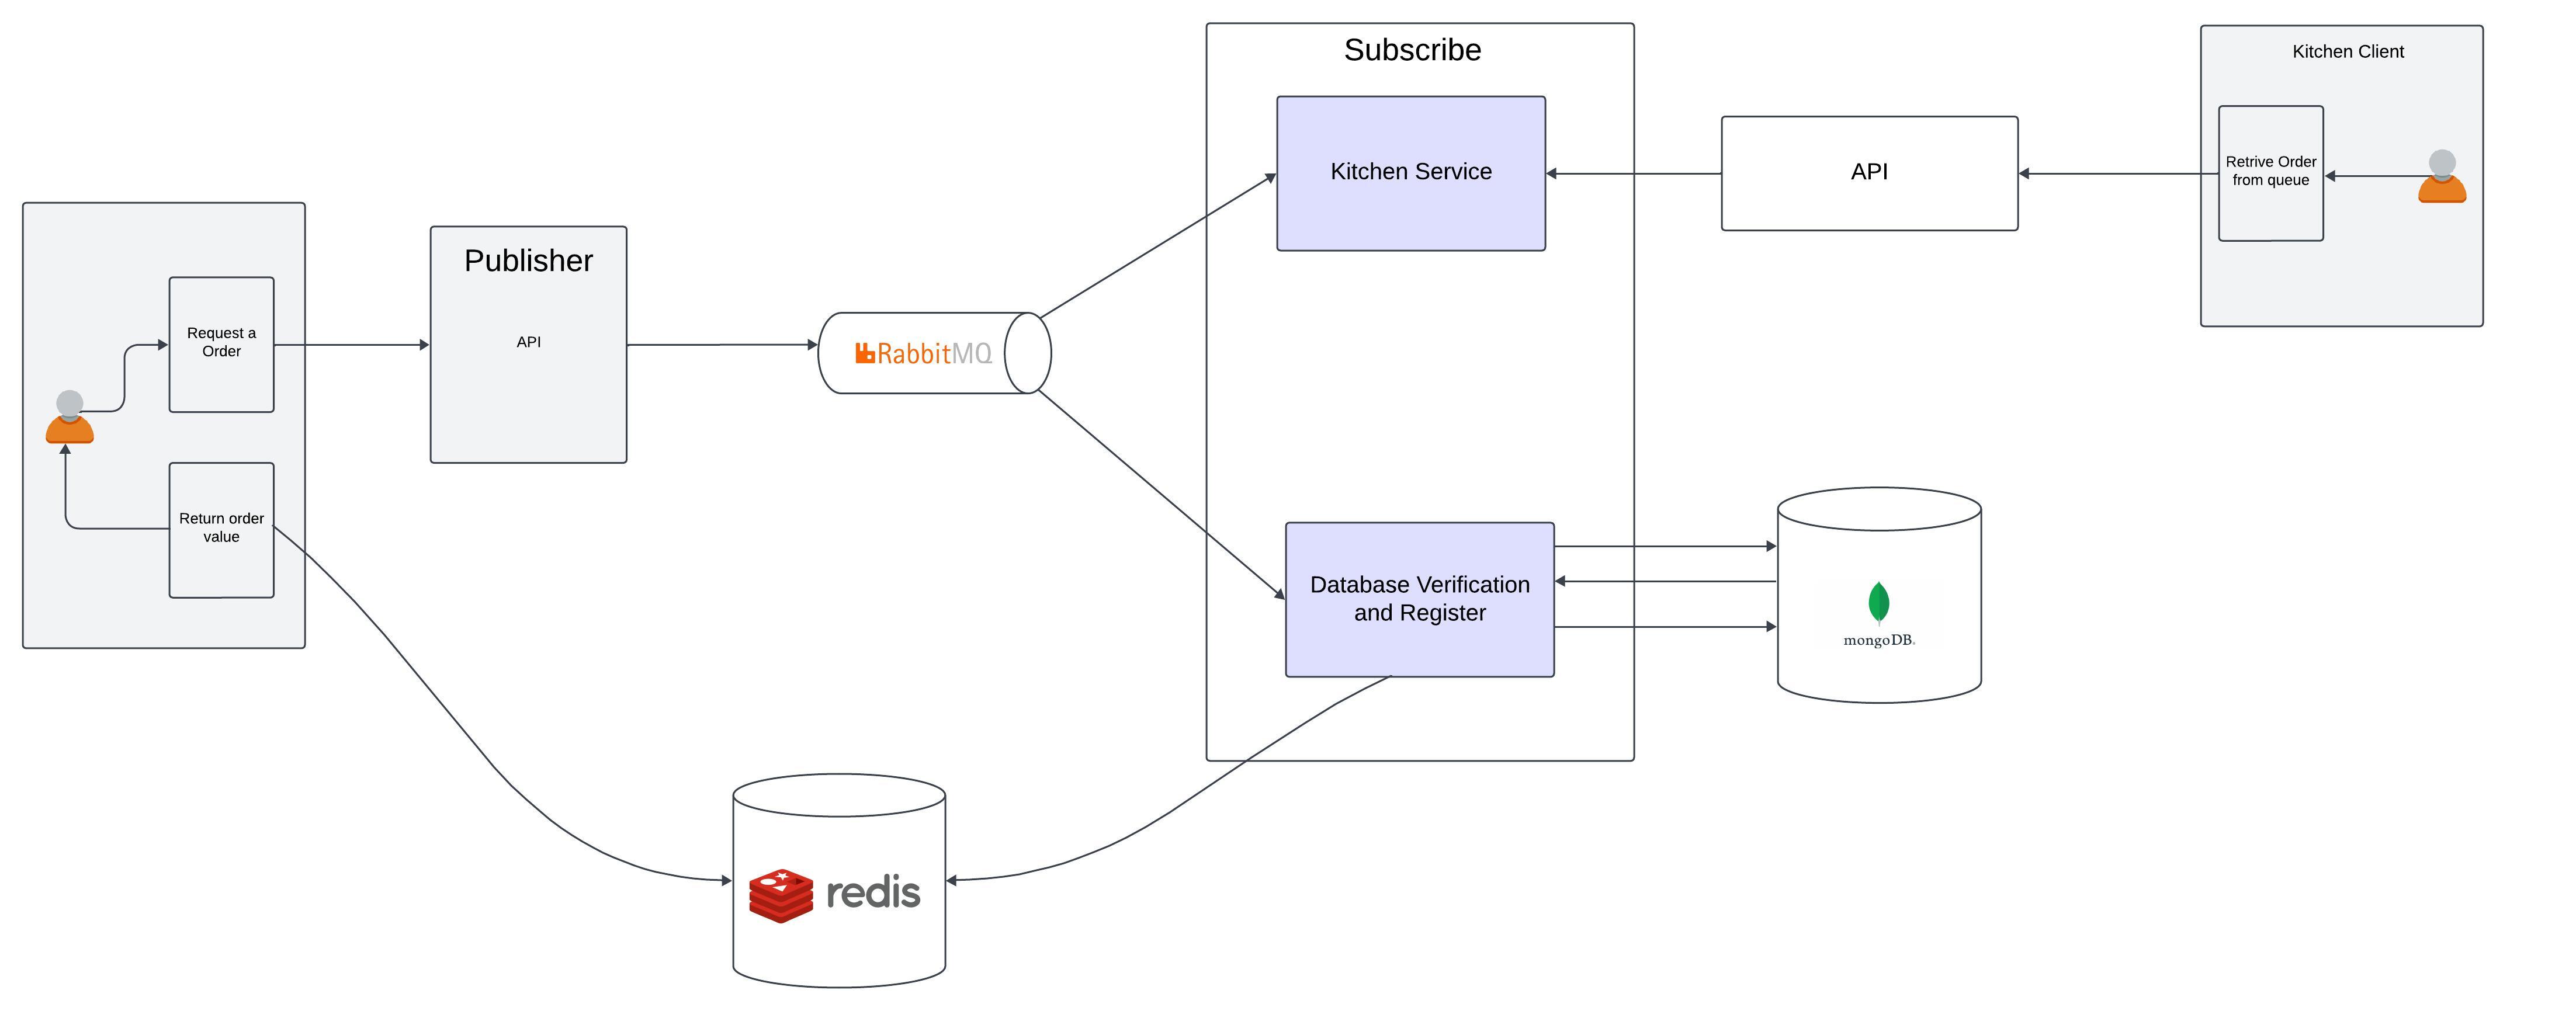 Subscribe
Kitchen Service
API
Kitchen Client
Retrive Order
from queue
Publisher
API
Request a
Order
Return order
value
RabbitMQ
Database Verification
and Register
mongoDB.
redis